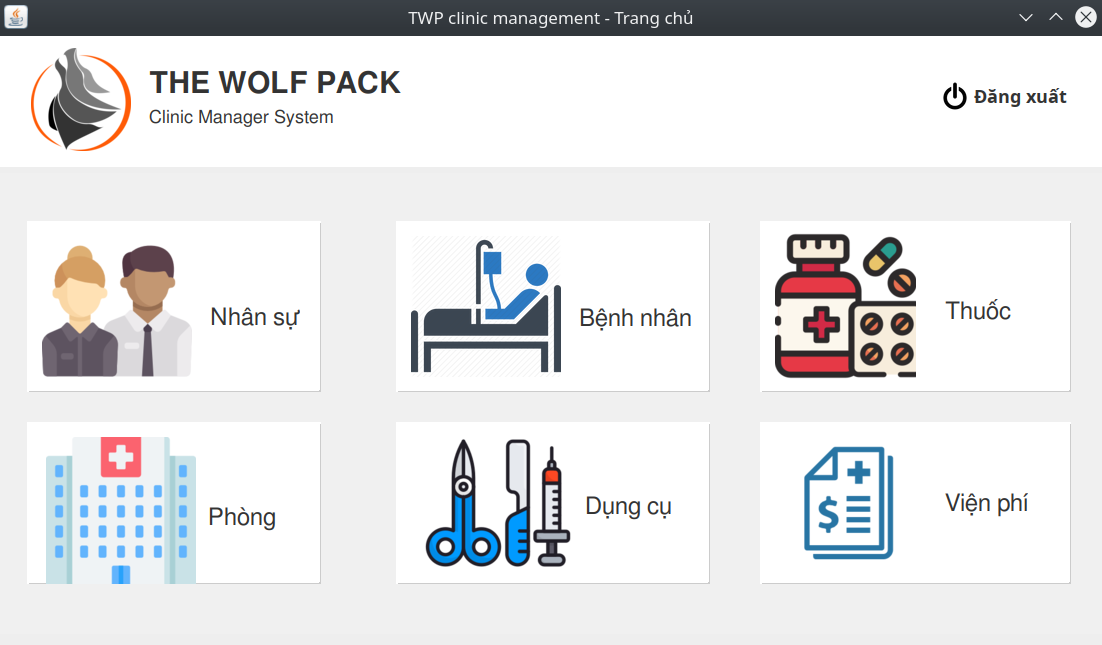 TWP clinic management - Trang chủ
THE WOLF PACK
Clinic Manager System
Đăng xuất
Nhân sự
Bệnh nhân
Thuốc
Phòng
Dụng cụ
Viện phí